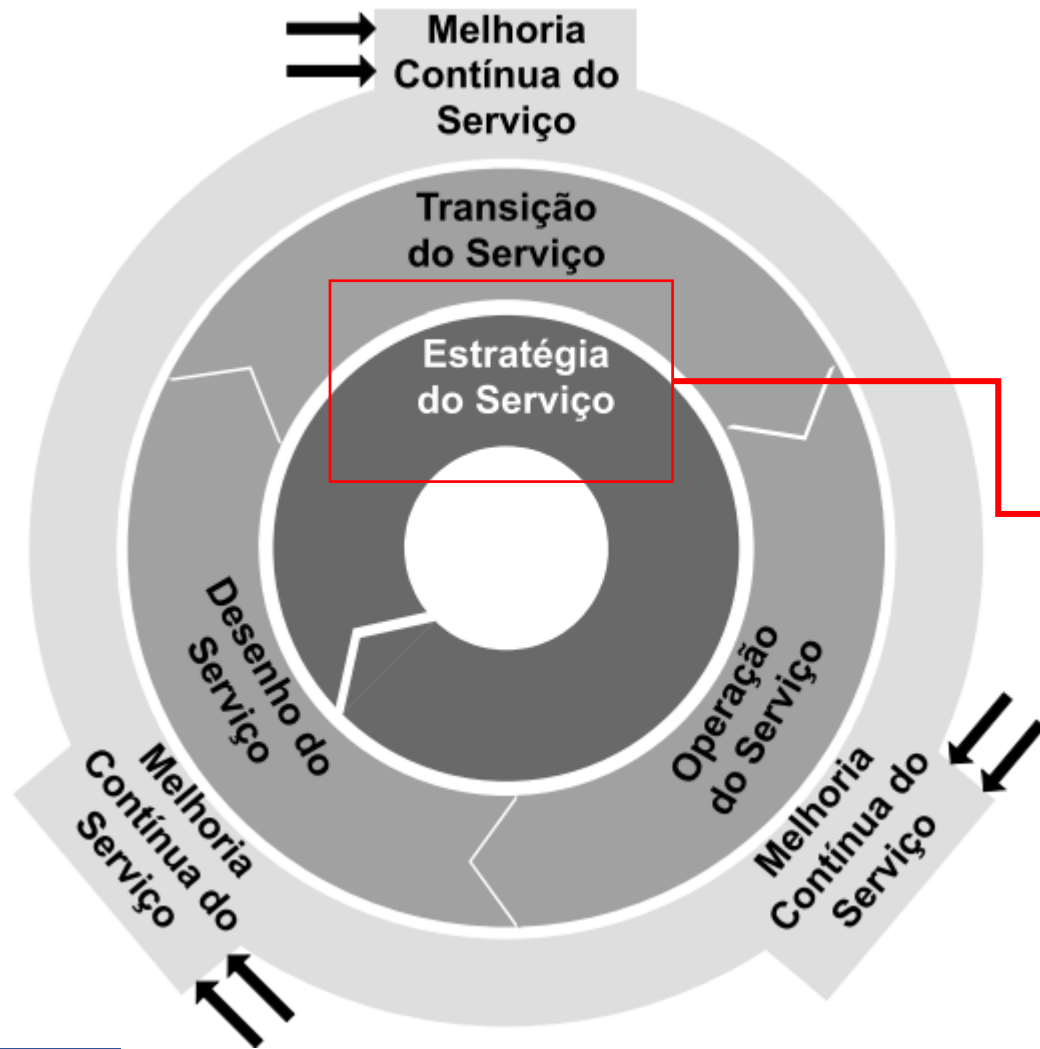 Melhoria
Contínua do
Serviço
Transição
do Serviço
Estratégia
do Serviço
Desenho do
Serviço
Operação
do Serviço
Melhoria
Contínua do
Serviço
Melhoria
Contínua do
Serviço